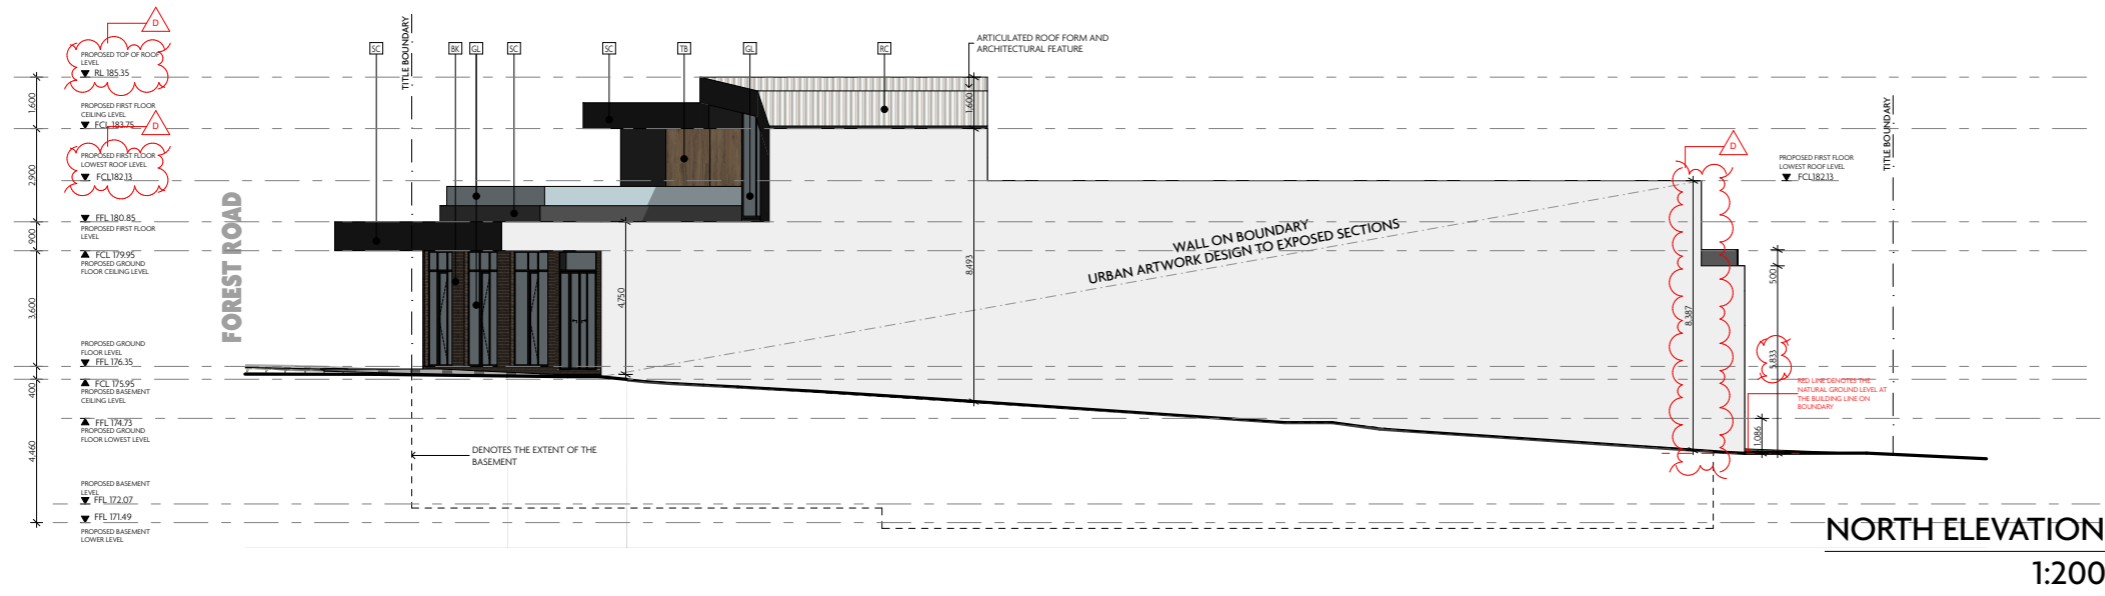 D
PROPOSED TOP OF ROOF
LEVEL
RL 185.35
PROPOSED FIRST FLOOR
CEILING LEVEL
FCL 183.75
D
PROPOSED FIRST FLOOR
LOWEST ROOF LEVEL
FCL182.13
FFL 180.85
PROPOSED FIRST FLOOR
LEVEL
FCL 179.95
PROPOSED GROUND
FLOOR CEILING LEVEL
PROPOSED GROUND
FLOOR LEVEL
FFL 176.35
FCL 175.95
PROPOSED BASEMENT
CEILING LEVEL
FFL 174.73
PROPOSED GROUND
FLOOR LOWEST LEVEL
PROPOSED BASEMENT
LEVEL
FFL 172.07
FFL 171.49
PROPOSED BASEMENT
LOWER LEVEL
1.600
2.900
900
3.600
400
4.460
FOREST ROAD
TITLE BOUNDARY
SC
BK
GL
SC
SC
TB
GL
RC
ARTICULATED ROOF FORM AND
ARCHITECTURAL FEATURE
1.600
8.493
4.750
WALL ON BOUNDARY
URBAN ARTWORK DESIGN TO EXPOSED SECTIONS
DENOTES THE EXTENT OF THE
BASEMENT
D
8.387
PROPOSED FIRST FLOOR
LOWEST ROOF LEVEL
FCL182.13
TITLE BOUNDARY
500
5.833
1.086
RED LINE DENOTES THE
NATURAL GROUND LEVEL AT
THE BUILDING LINE ON
BOUNDARY
NORTH ELEVATION
1:200